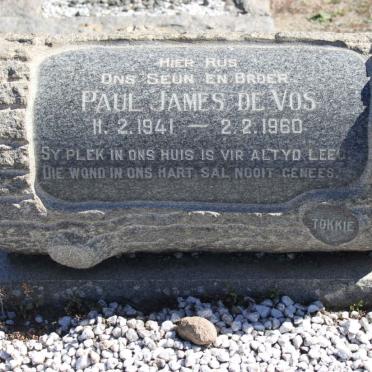 HIER RUS
ONS SEUN EN BROER
PAUL JAMES DE VOS
11.2.1941 — 2.2.1960
SY PLEK IN ONS HUIS IS VIR ALTYD LEEG
DIE WOND IN ONS HART SAL NOOIT GENEES.
TOKKIE